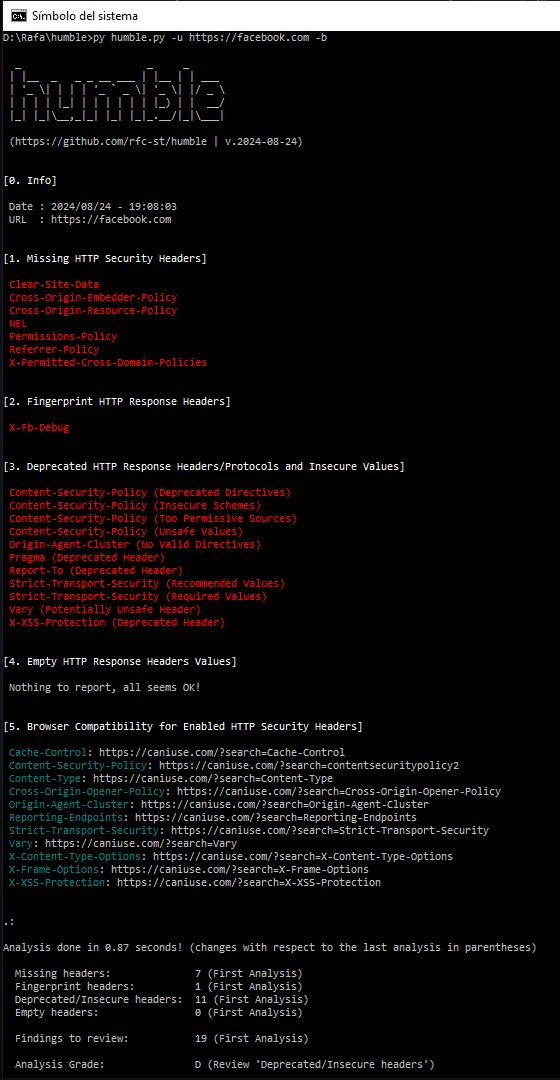 Símbolo del sistema
D:\Rafa\humble>py humble.py -u https://facebook.com -b
humble
(https://github.com/rfc-st/humble | v.2024-08-24)
[0. Info]
Date : 2024/08/24 - 19:08:03
URL  : https://facebook.com
[1. Missing HTTP Security Headers]
Clear-Site-Data
Cross-Origin-Embedder-Policy
Cross-Origin-Resource-Policy
NEL
Permissions-Policy
Referrer-Policy
X-Permitted-Cross-Domain-Policies
[2. Fingerprint HTTP Response Headers]
X-Fb-Debug
[3. Deprecated HTTP Response Headers/Protocols and Insecure Values]
Content-Security-Policy (Deprecated Directives)
Content-Security-Policy (Insecure Schemes)
Content-Security-Policy (Too Permissive Sources)
Content-Security-Policy (Unsafe Values)
Origin-Agent-Cluster (No Valid Directives)
Pragma (Deprecated Header)
Report-To (Deprecated Header)
Strict-Transport-Security (Recommended Values)
Strict-Transport-Security (Required Values)
Vary (Potentially Unsafe Header)
X-XSS-Protection (Deprecated Header)
[4. Empty HTTP Response Headers Values]
Nothing to report, all seems OK!
[5. Browser Compatibility for Enabled HTTP Security Headers]
Cache-Control: https://caniuse.com/?search=Cache-Control
Content-Security-Policy: https://caniuse.com/?search=contentsecuritypolicy2
Content-Type: https://caniuse.com/?search=Content-Type
Cross-Origin-Opener-Policy: https://caniuse.com/?search=Cross-Origin-Opener-Policy
Origin-Agent-Cluster: https://caniuse.com/?search=Origin-Agent-Cluster
Reporting-Endpoints: https://caniuse.com/?search=Reporting-Endpoints
Strict-Transport-Security: https://caniuse.com/?search=Strict-Transport-Security
Vary: https://caniuse.com/?search=Vary
X-Content-Type-Options: https://caniuse.com/?search=X-Content-Type-Options
X-Frame-Options: https://caniuse.com/?search=X-Frame-Options
X-XSS-Protection: https://caniuse.com/?search=X-XSS-Protection
.:
Analysis done in 0.87 seconds! (changes with respect to the last analysis in parentheses)
Missing headers: 7 (First Analysis)
Fingerprint headers: 1 (First Analysis)
Deprecated/Insecure headers: 11 (First Analysis)
Empty headers: 0 (First Analysis)
Findings to review: 19 (First Analysis)
Analysis Grade: D (Review 'Deprecated/Insecure headers')